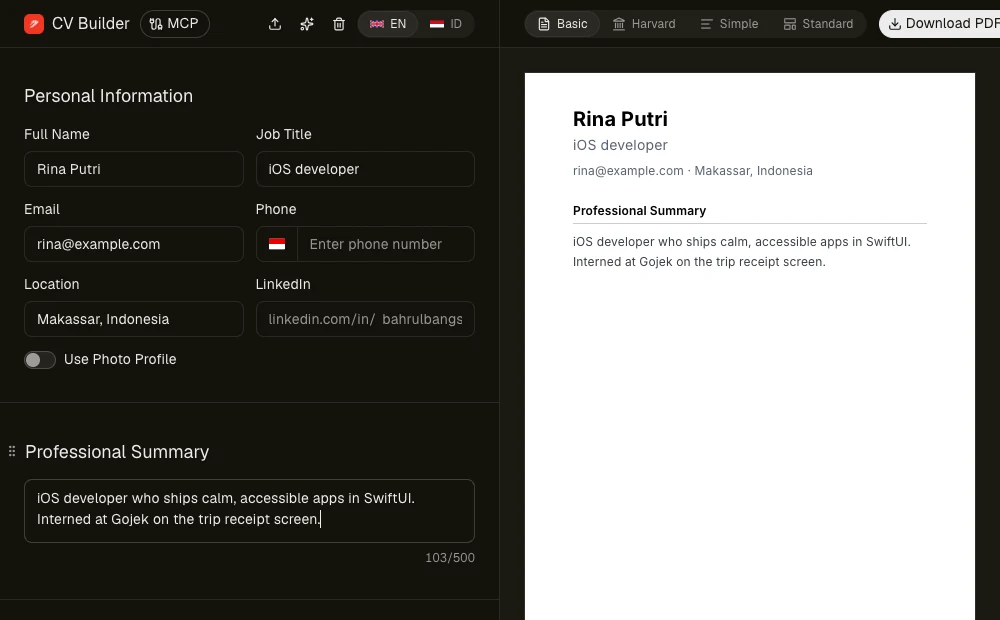 CV Builder
MCP
EN
ID
Basic
Harvard
Simple
Standard
Download PDF
Personal Information
Full Name
Job Title
Rina Putri
iOS developer
Email
Phone
rina@example.com
Enter phone number
Location
LinkedIn
Makassar, Indonesia
linkedin.com/in/ bahrulbangs
Use Photo Profile
Professional Summary
iOS developer who ships calm, accessible apps in SwiftUI.
Interned at Gojek on the trip receipt screen.
103/500
Rina Putri
iOS developer
rina@example.com · Makassar, Indonesia
Professional Summary
iOS developer who ships calm, accessible apps in SwiftUI.
Interned at Gojek on the trip receipt screen.